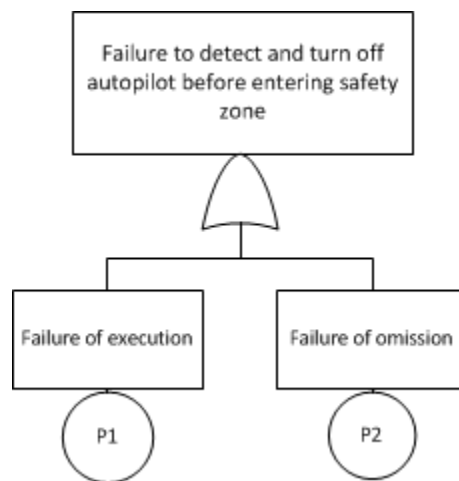 Failure to detect and turn off
autopilot before entering safety
zone
Failure of execution
Failure of omission
P1
P2